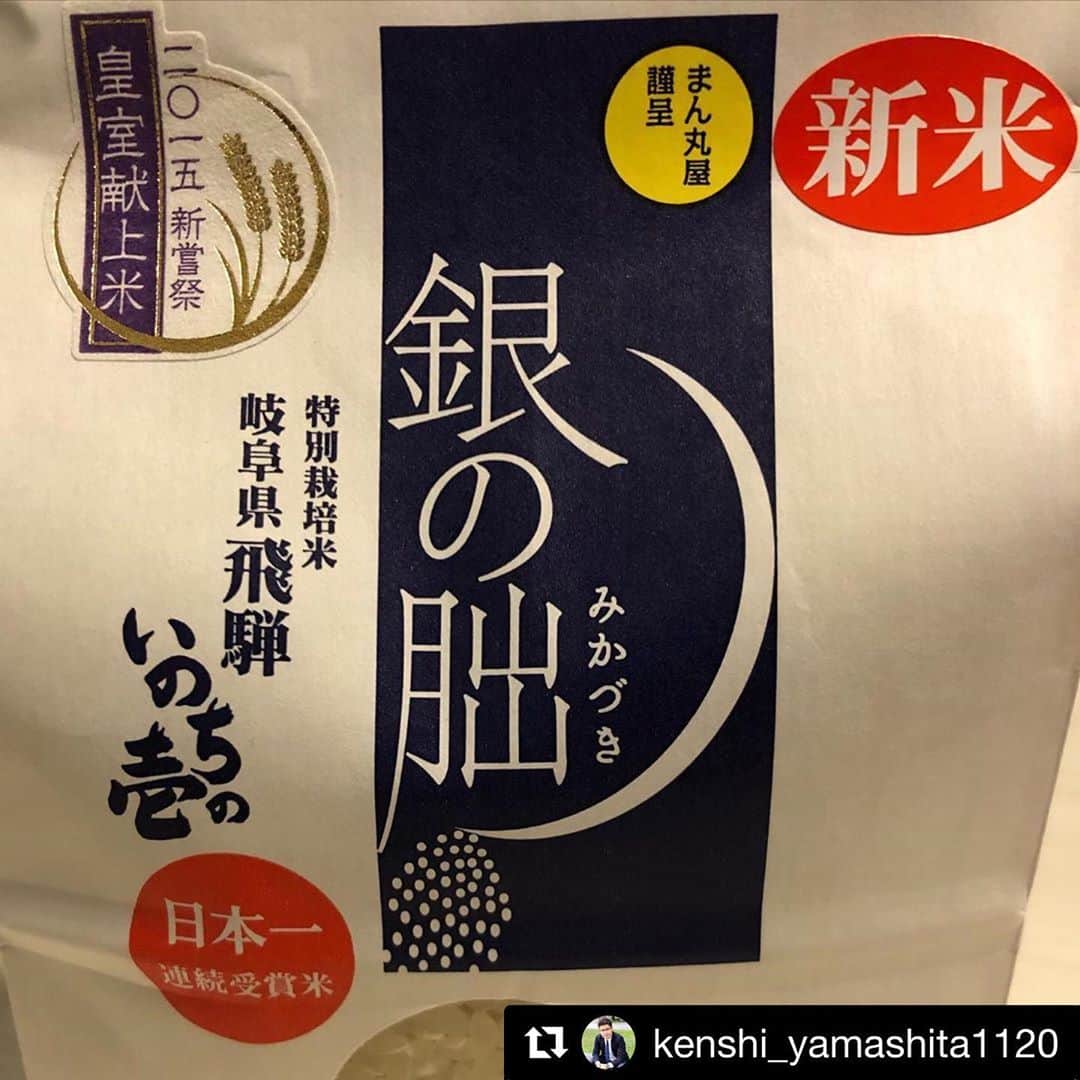 新米
まん丸屋
謹呈
銀の朏
みかづき
二〇一五 新嘗祭
皇室献上米
特別栽培米
岐阜県飛騨
いのちの
壱
日本一
連続受賞米
kenshi_yamashita1120